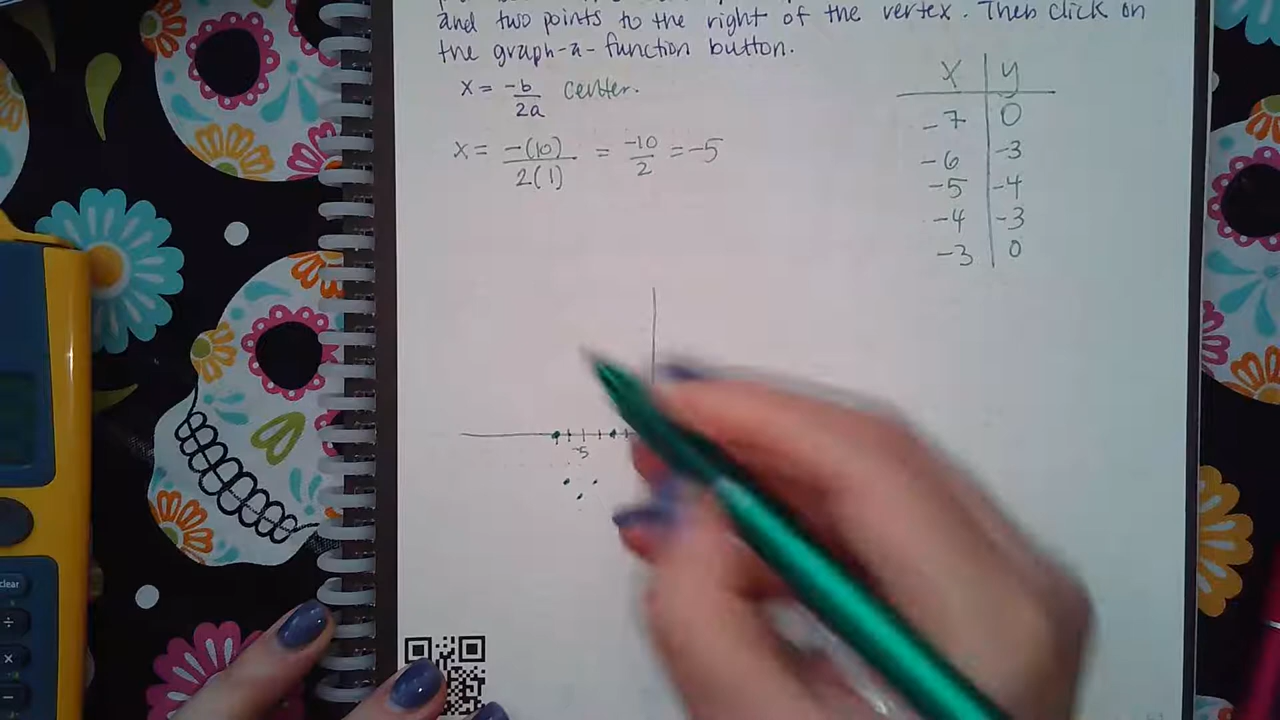 and two points to the right of the vertex. Then click on
the graph-a-function button.
x = -b/2a center.
x = -(10)/2(1) = -10/2 = -5
x | y
-7 | 0
-6 | -3
-5 | -4
-4 | -3
-3 | 0
-5
clear
÷
×
−